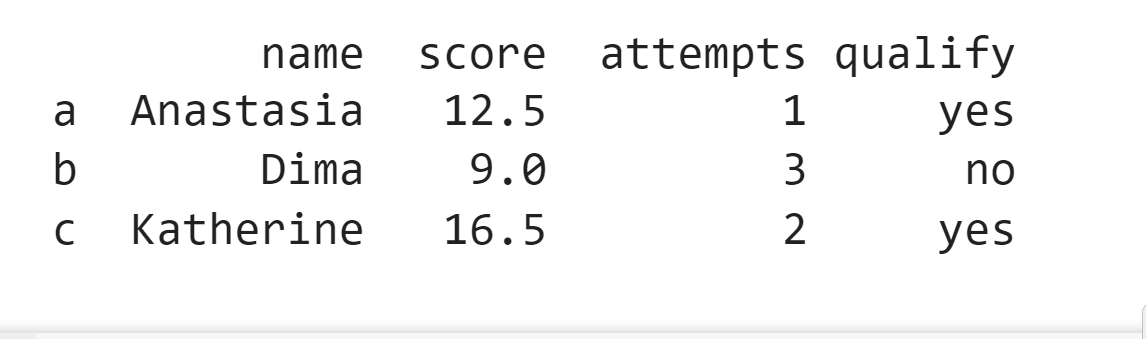 name score attempts qualify
a Anastasia 12.5 1 yes
b Dima 9.0 3 no
c Katherine 16.5 2 yes